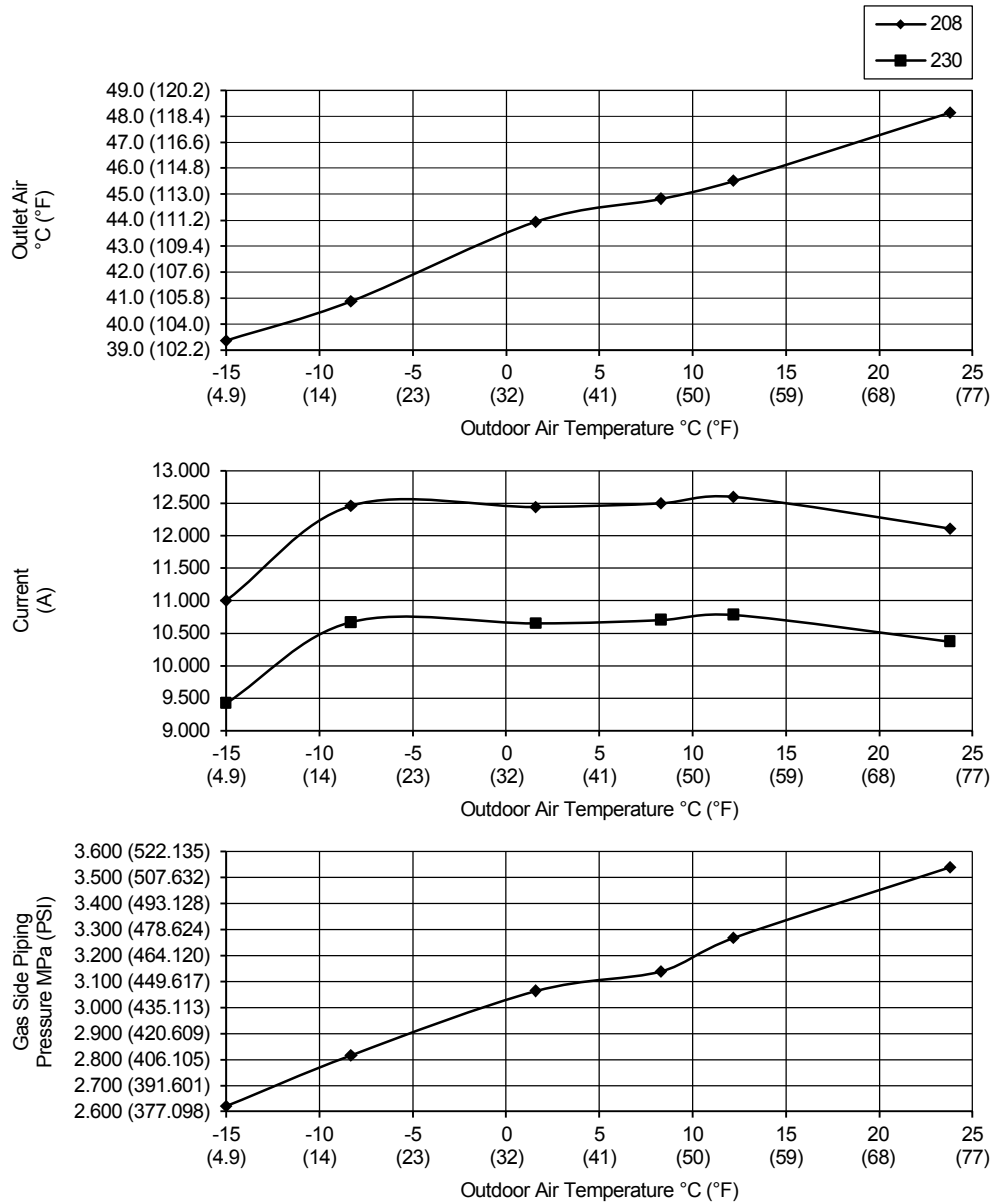 208
230
49.0 (120.2)
48.0 (118.4)
47.0 (116.6)
46.0 (114.8)
45.0 (113.0)
44.0 (111.2)
43.0 (109.4)
42.0 (107.6)
41.0 (105.8)
40.0 (104.0)
39.0 (102.2)
Outlet Air
°C (°F)
-15 -10 -5 0 5 10 15 20 25
(4.9) (14) (23) (32) (41) (50) (59) (68) (77)
Outdoor Air Temperature °C (°F)
13.000
12.500
12.000
11.500
11.000
10.500
10.000
9.500
9.000
Current
(A)
-15 -10 -5 0 5 10 15 20 25
(4.9) (14) (23) (32) (41) (50) (59) (68) (77)
Outdoor Air Temperature °C (°F)
3.600 (522.135)
3.500 (507.632)
3.400 (493.128)
3.300 (478.624)
3.200 (464.120)
3.100 (449.617)
3.000 (435.113)
2.900 (420.609)
2.800 (406.105)
2.700 (391.601)
2.600 (377.098)
Gas Side Piping
Pressure MPa (PSI)
-15 -10 -5 0 5 10 15 20 25
(4.9) (14) (23) (32) (41) (50) (59) (68) (77)
Outdoor Air Temperature °C (°F)